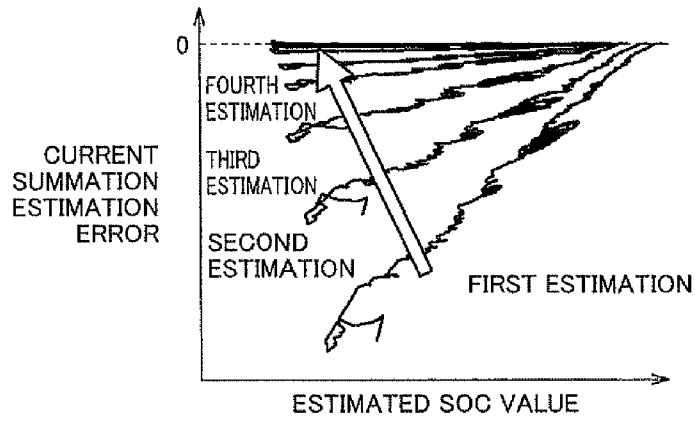 0
FOURTH
ESTIMATION
THIRD
ESTIMATION
SECOND
ESTIMATION
FIRST ESTIMATION
CURRENT
SUMMATION
ESTIMATION
ERROR
ESTIMATED SOC VALUE